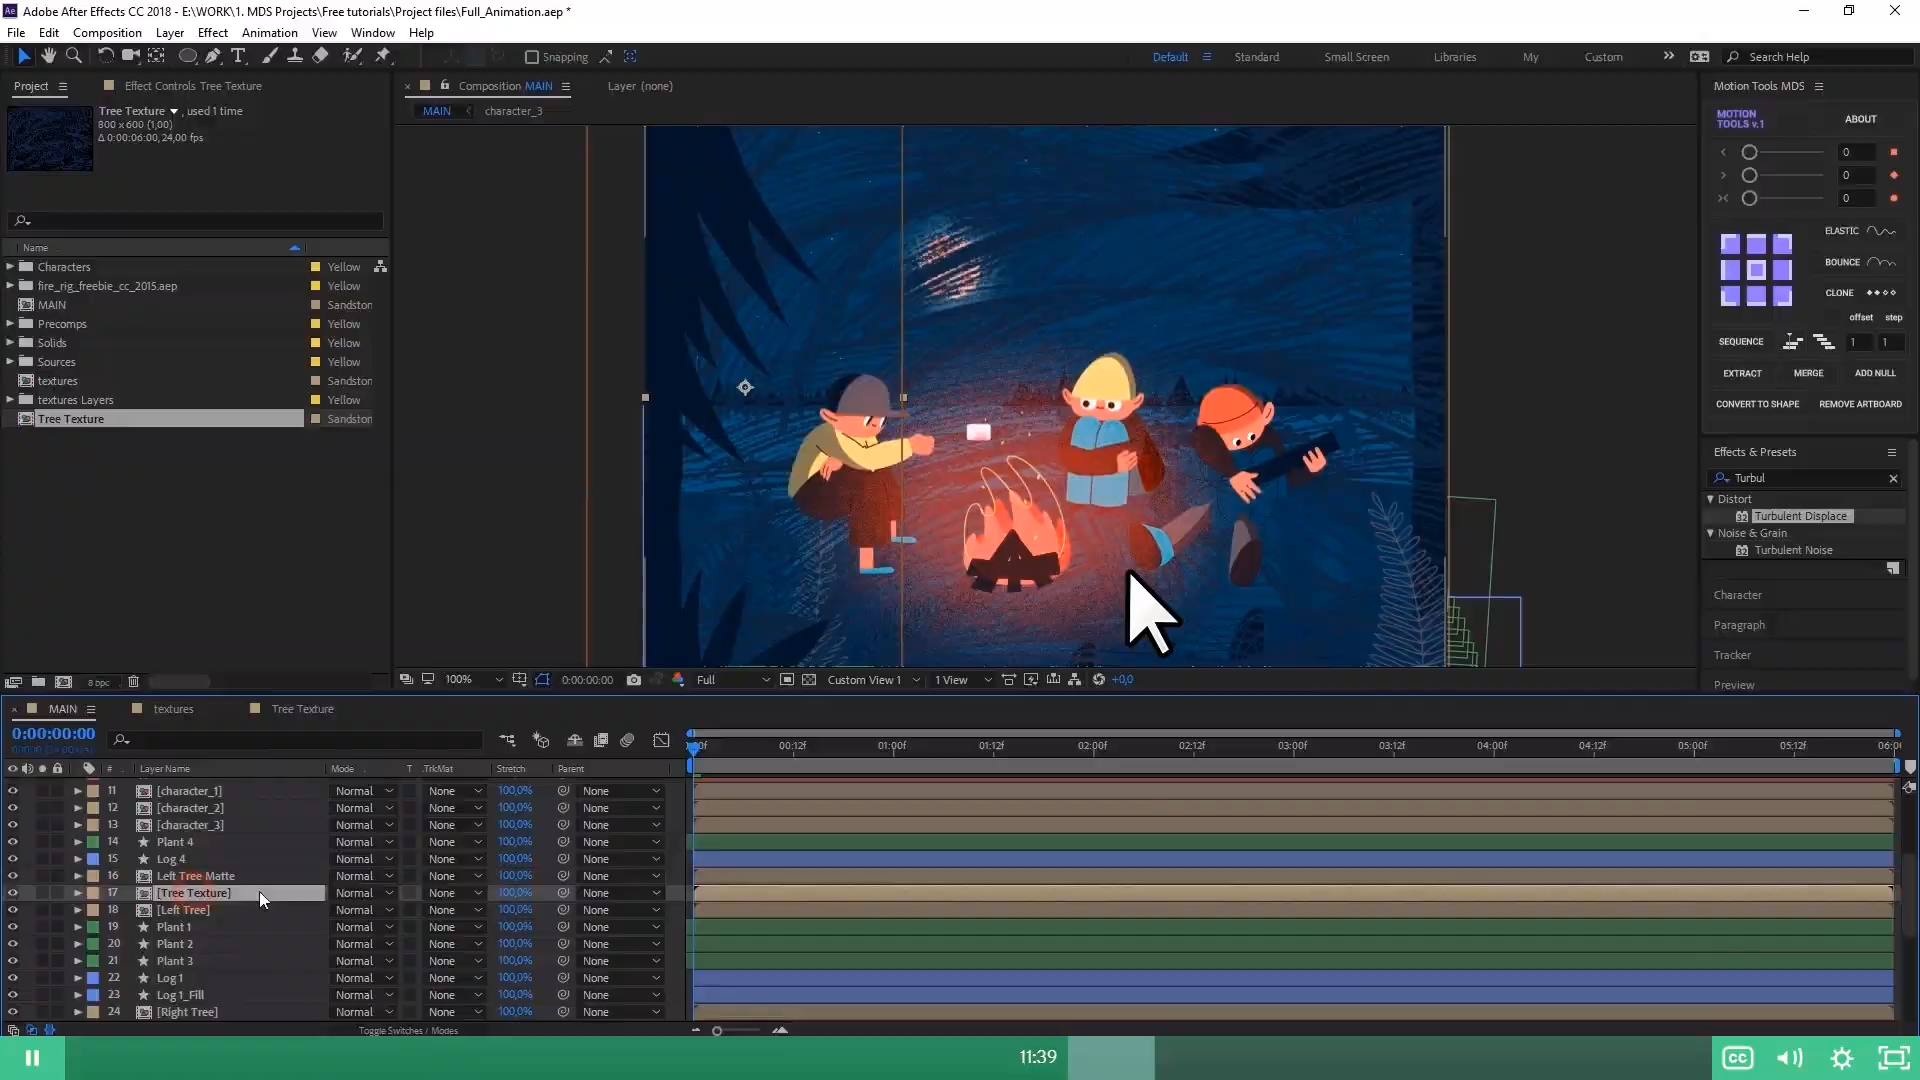 Ae Adobe After Effects CC 2018 - E:\WORK\1. MDS Projects\Free tutorials\Project files\Full_Animation.aep *
File Edit Composition Layer Effect Animation View Window Help
Snapping Default Standard Small Screen Libraries My Custom Search Help
Project Effect Controls Tree Texture
Composition MAIN Layer (none)
MAIN character_3
Tree Texture , used 1 time
800 x 600 (1,00)
Δ 0:00:06:00, 24,00 fps
Name
Characters Yellow
fire_rig_freebie_cc_2015.aep Yellow
MAIN Sandston
Precomps Yellow
Solids Yellow
Sources Yellow
textures Sandston
textures Layers Yellow
Tree Texture Sandston
8 bpc
100% 0:00:00:00 Full Custom View 1 1 View +0,0
Motion Tools MDS
MOTION
TOOLS v.1 ABOUT
0
0
0
ELASTIC
BOUNCE
CLONE
offset step
SEQUENCE 1 1
EXTRACT MERGE ADD NULL
CONVERT TO SHAPE REMOVE ARTBOARD
Effects & Presets
Turbul
Distort
Turbulent Displace
Noise & Grain
Turbulent Noise
Character
Paragraph
Tracker
Preview
MAIN textures Tree Texture
0:00:00:00
# Layer Name Mode T .TrkMat Stretch Parent
00:12f 01:00f 01:12f 02:00f 02:12f 03:00f 03:12f 04:00f 04:12f 05:00f 05:12f 06:00
11 [character_1] Normal None 100,0% None
12 [character_2] Normal None 100,0% None
13 [character_3] Normal None 100,0% None
14 Plant 4 Normal None 100,0% None
15 Log 4 Normal None 100,0% None
16 Left Tree Matte Normal None 100,0% None
17 [Tree Texture] Normal None 100,0% None
18 [Left Tree] Normal None 100,0% None
19 Plant 1 Normal None 100,0% None
20 Plant 2 Normal None 100,0% None
21 Plant 3 Normal None 100,0% None
22 Log 1 Normal None 100,0% None
23 Log 1_Fill Normal None 100,0% None
24 [Right Tree] Normal None 100,0% None
Toggle Switches / Modes
11:39
CC